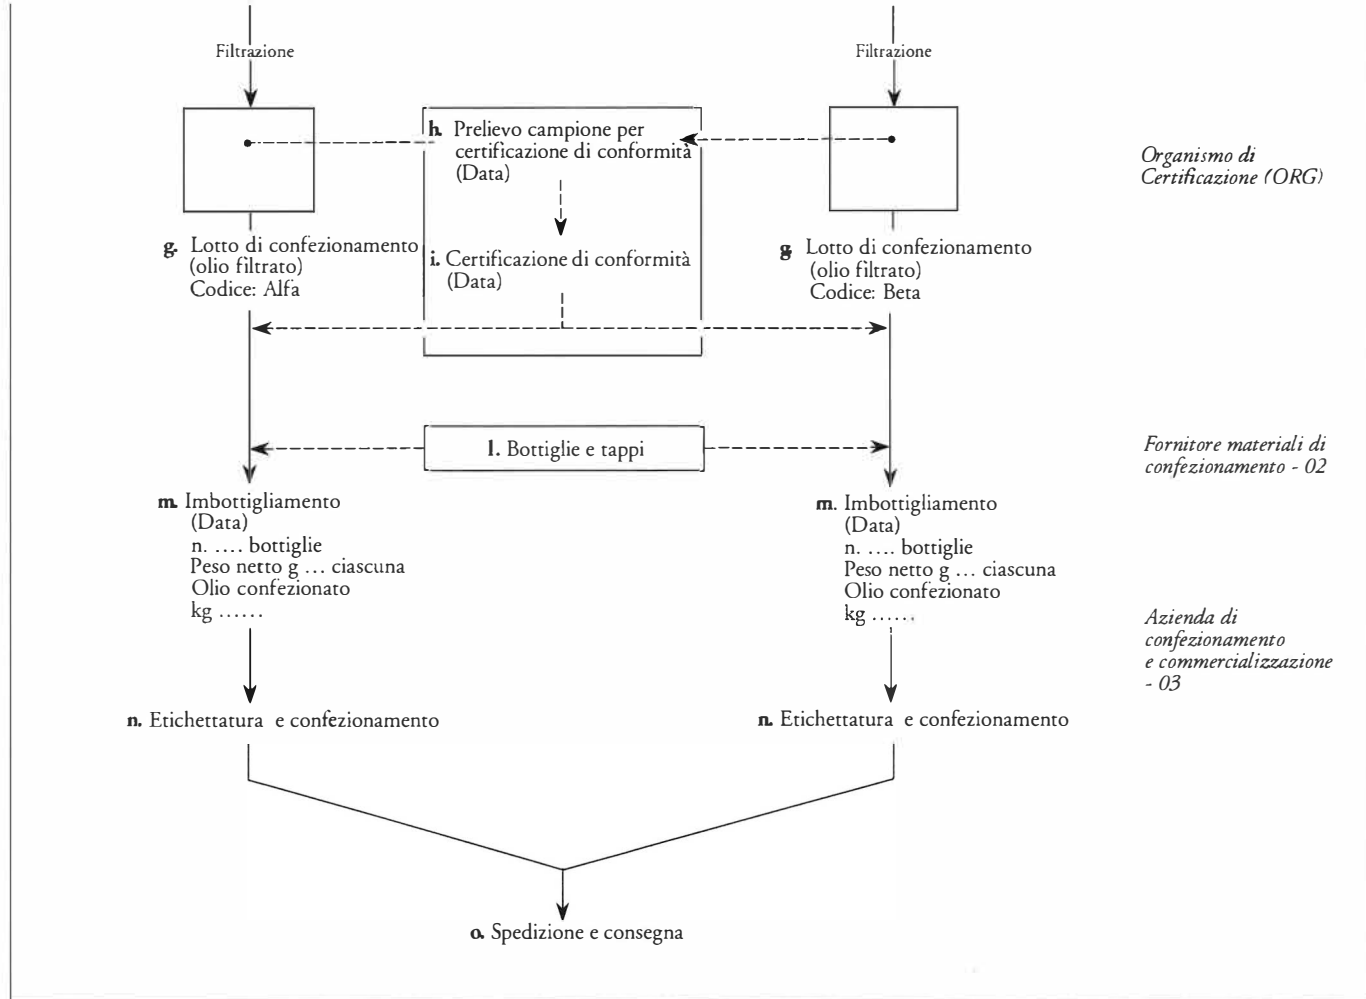 Filtrazione
Filtrazione
h. Prelievo campione per
certificazione di conformità
(Data)
Organismo di
Certificazione (ORG)
g. Lotto di confezionamento
(olio filtrato)
Codice: Alfa
i. Certificazione di conformità
(Data)
g. Lotto di confezionamento
(olio filtrato)
Codice: Beta
l. Bottiglie e tappi
Fornitore materiali di
confezionamento - 02
m. Imbottigliamento
(Data)
n. .... bottiglie
Peso netto g ... ciascuna
Olio confezionato
kg ......
m. Imbottigliamento
(Data)
n. .... bottiglie
Peso netto g ... ciascuna
Olio confezionato
kg ......
Azienda di
confezionamento
e commercializzazione
- 03
n. Etichettatura e confezionamento
n. Etichettatura e confezionamento
o. Spedizione e consegna